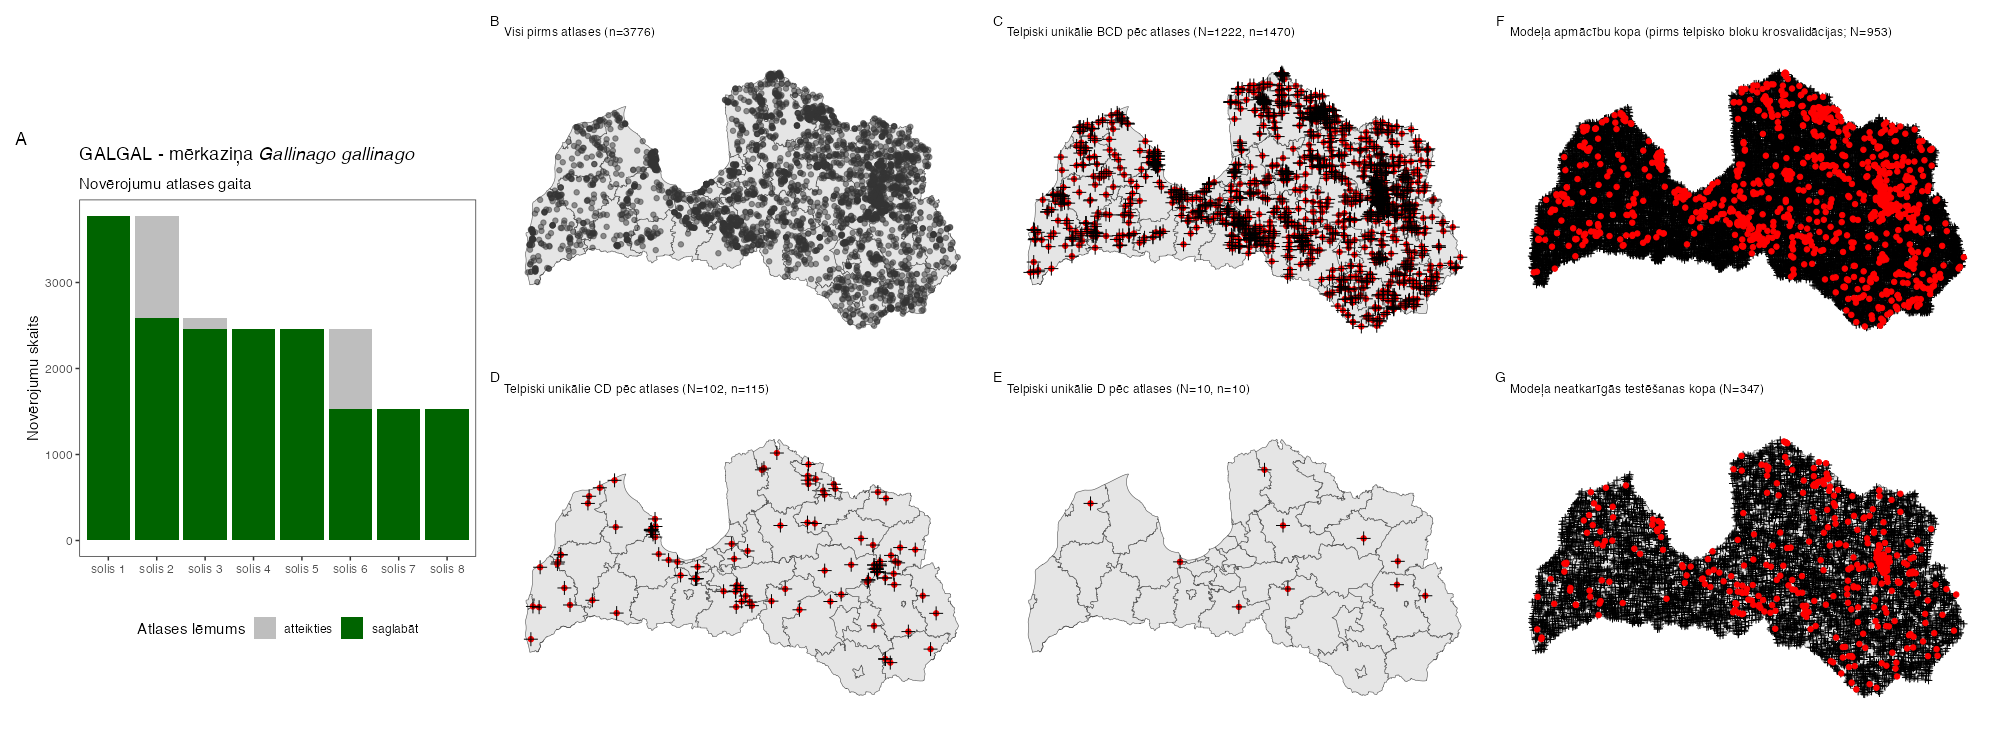 A
GALGAL - mērkaziņa Gallinago gallinago
Novērojumu atlases gaita
Novērojumu skaits
3000
2000
1000
0
solis 1 solis 2 solis 3 solis 4 solis 5 solis 6 solis 7 solis 8
Atlases lēmums atteikties saglabāt
B
Visi pirms atlases (n=3776)
C
Telpiski unikālie BCD pēc atlases (N=1222, n=1470)
F
Modeļa apmācību kopa (pirms telpisko bloku krosvalidācijas; N=953)
D
Telpiski unikālie CD pēc atlases (N=102, n=115)
E
Telpiski unikālie D pēc atlases (N=10, n=10)
G
Modeļa neatkarīgās testēšanas kopa (N=347)